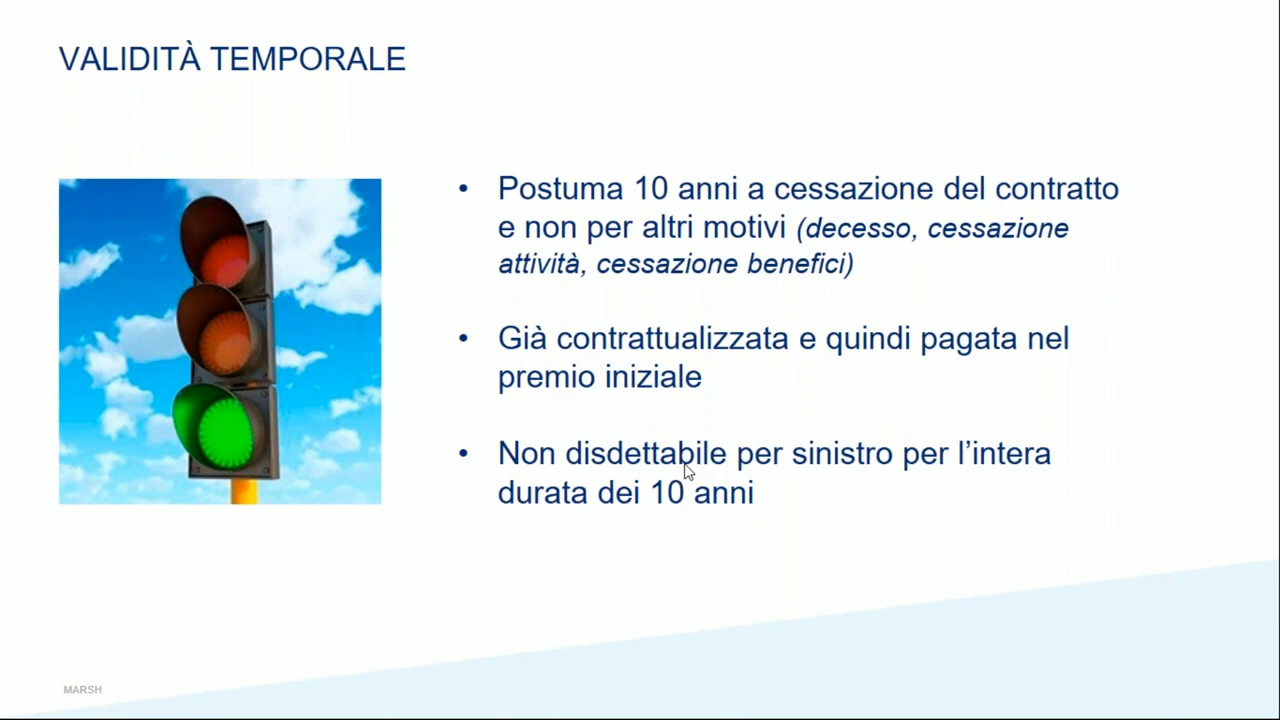 VALIDITÀ TEMPORALE
• Postuma 10 anni a cessazione del contratto
e non per altri motivi (decesso, cessazione
attività, cessazione benefici)
• Già contrattualizzata e quindi pagata nel
premio iniziale
• Non disdettabile per sinistro per l’intera
durata dei 10 anni
MARSH